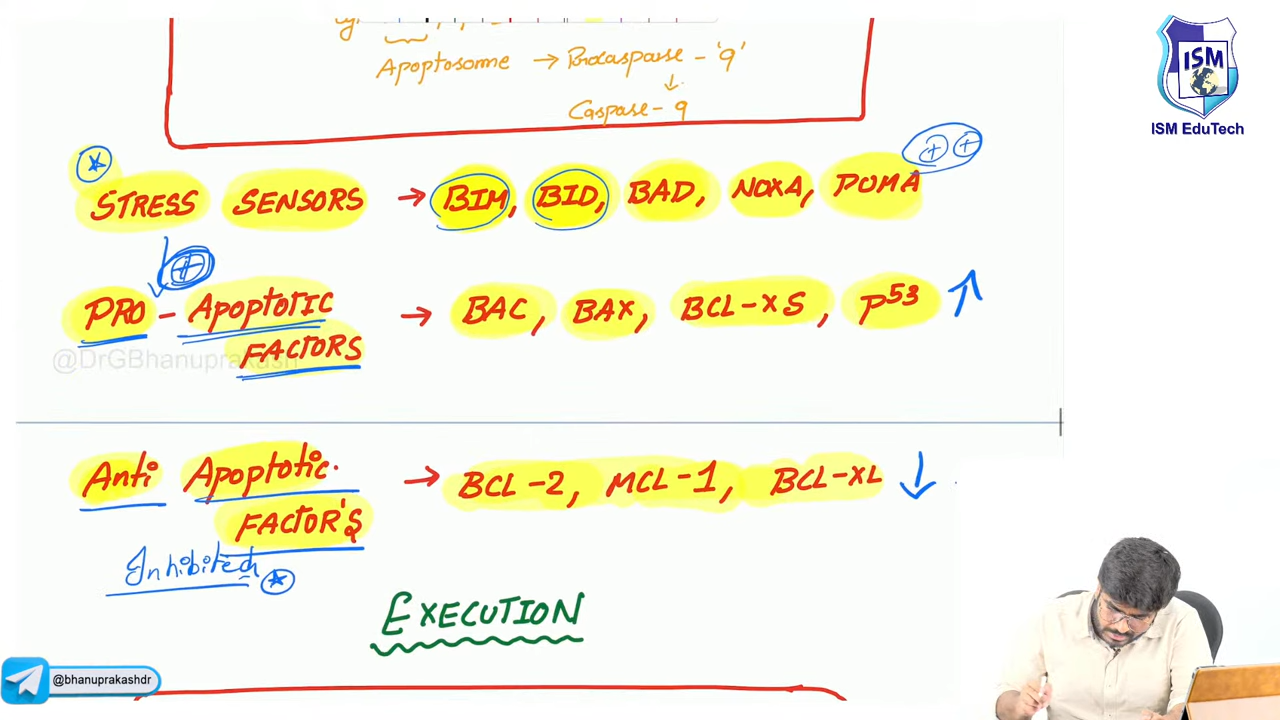 Apoptosome → Procaspase - '9'
↓
Caspase - 9
STRESS SENSORS → BIM, BID, BAD, NOXA, PUMA ++
+
PRO - Apoptotic → BAC, BAX, BCL-XS, P53 ↑
FACTORS
@DrGBhanuprakash
Anti Apoptotic. → BCL-2, MCL-1, BCL-XL ↓
FACTOR'S
Inhibited
EXECUTION
ISM
ISM EduTech
@bhanuprakashdr